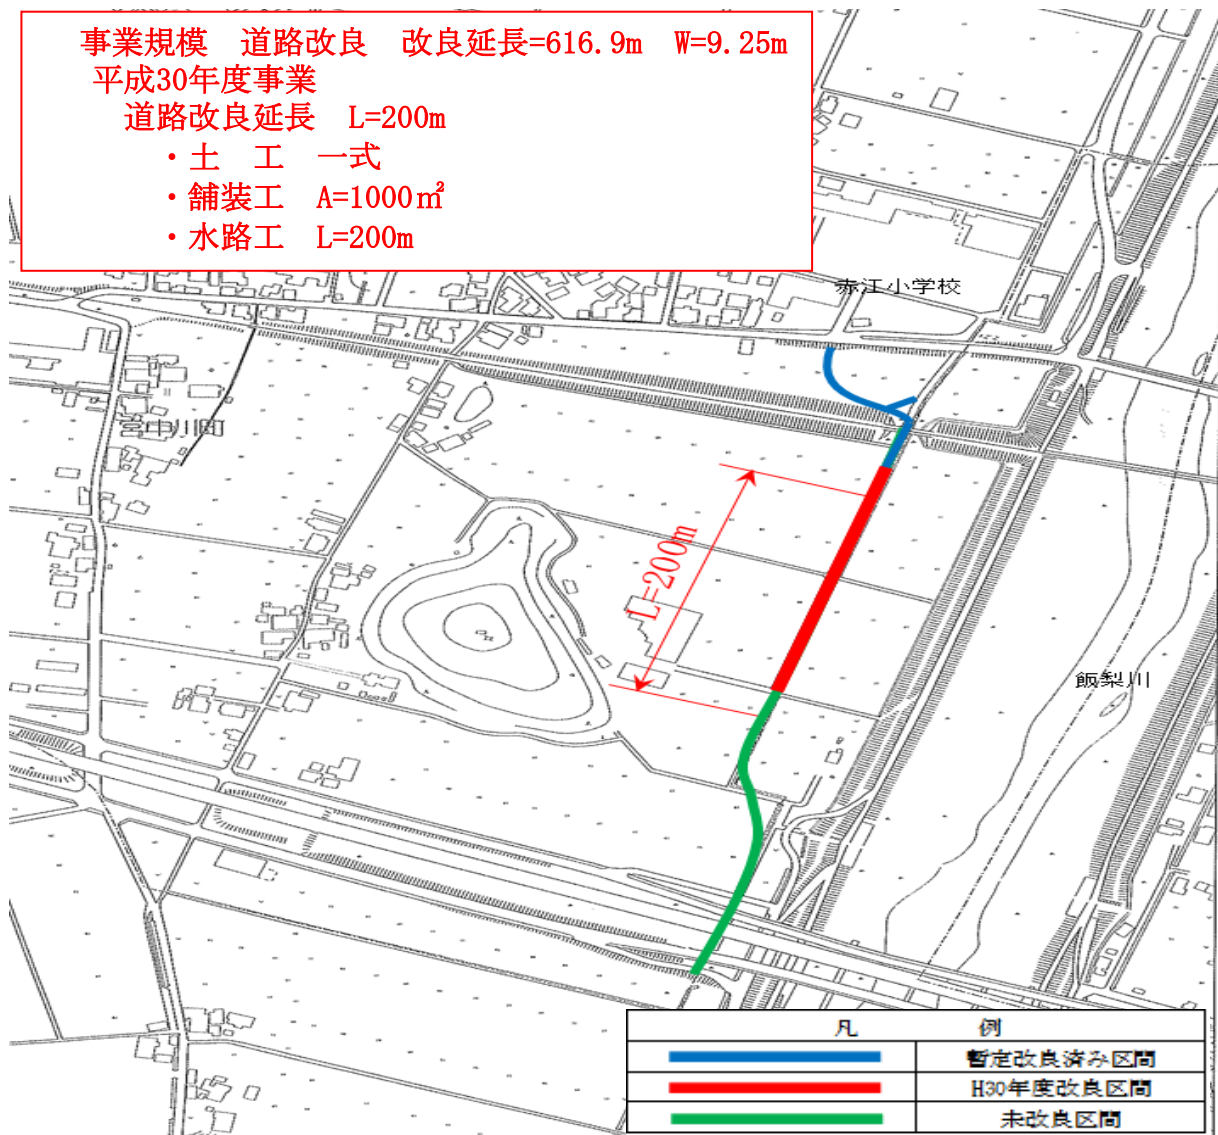 事業規模　道路改良　改良延長=616.9m　W=9.25m
平成30年度事業
道路改良延長　L=200m
・土　工　一式
・舗装工　A=1000㎡
・水路工　L=200m
赤江小学校
中川町
L=200m
飯梨川
凡　例
暫定改良済み区間
H30年度改良区間
未改良区間